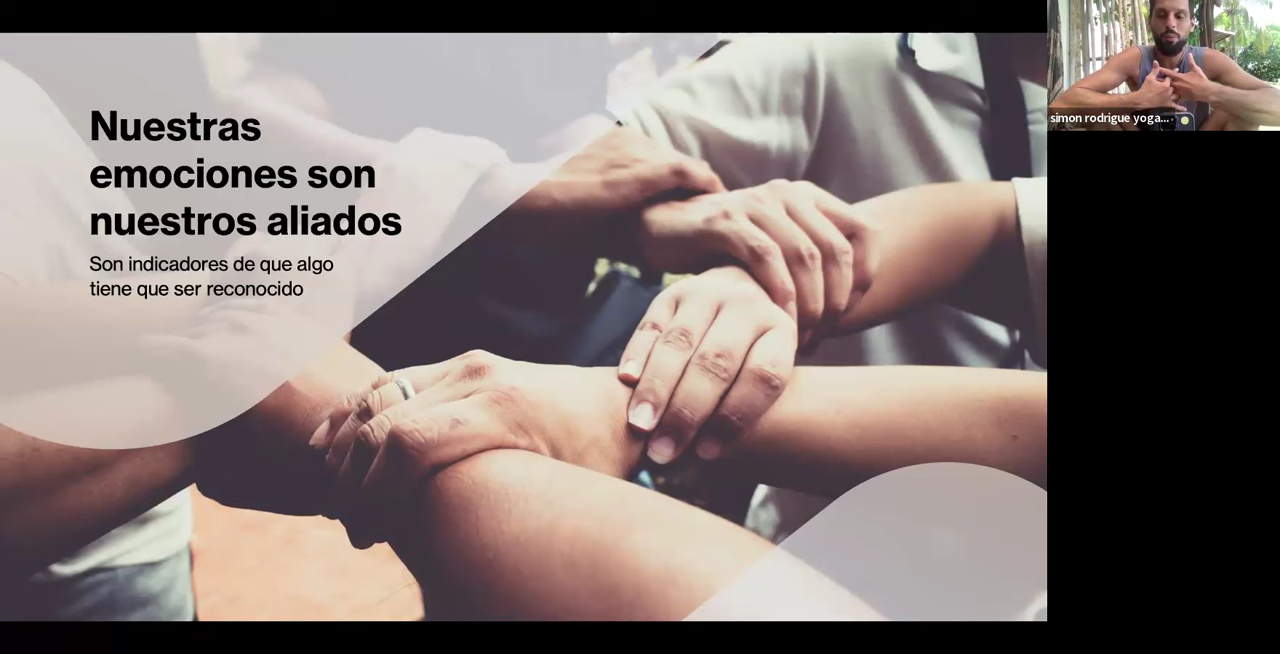 Nuestras
emociones son
nuestros aliados
Son indicadores de que algo
tiene que ser reconocido
simon rodrigue yoga...